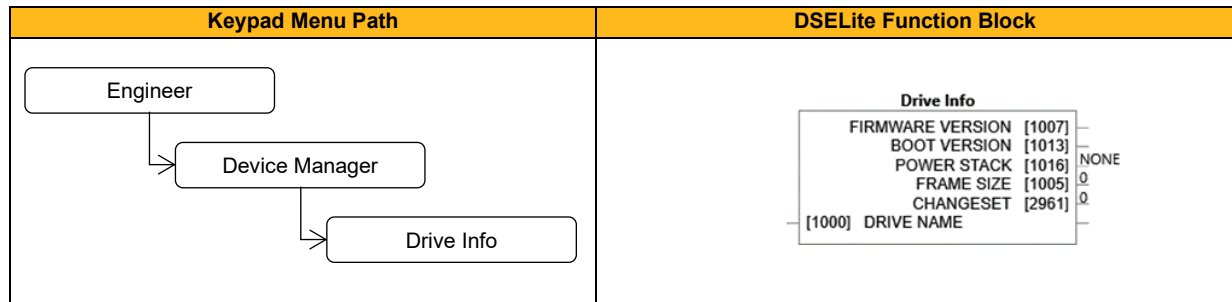 Keypad Menu Path
DSELite Function Block
Engineer
Device Manager
Drive Info
Drive Info
FIRMWARE VERSION [1007]
BOOT VERSION [1013]
POWER STACK [1016] NONE
FRAME SIZE [1005] 0
CHANGESET [2961] 0
[1000] DRIVE NAME